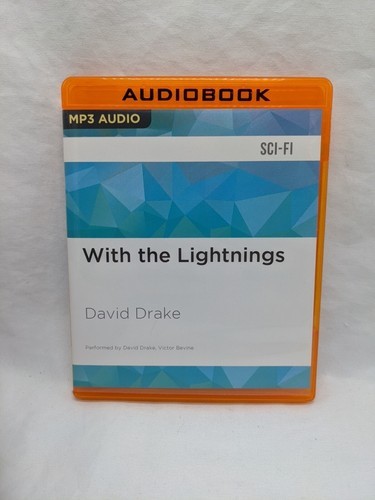 AUDIOBOOK
MP3 AUDIO
SCI-FI
With the Lightnings
David Drake
Performed by David Drake, Victor Bevine